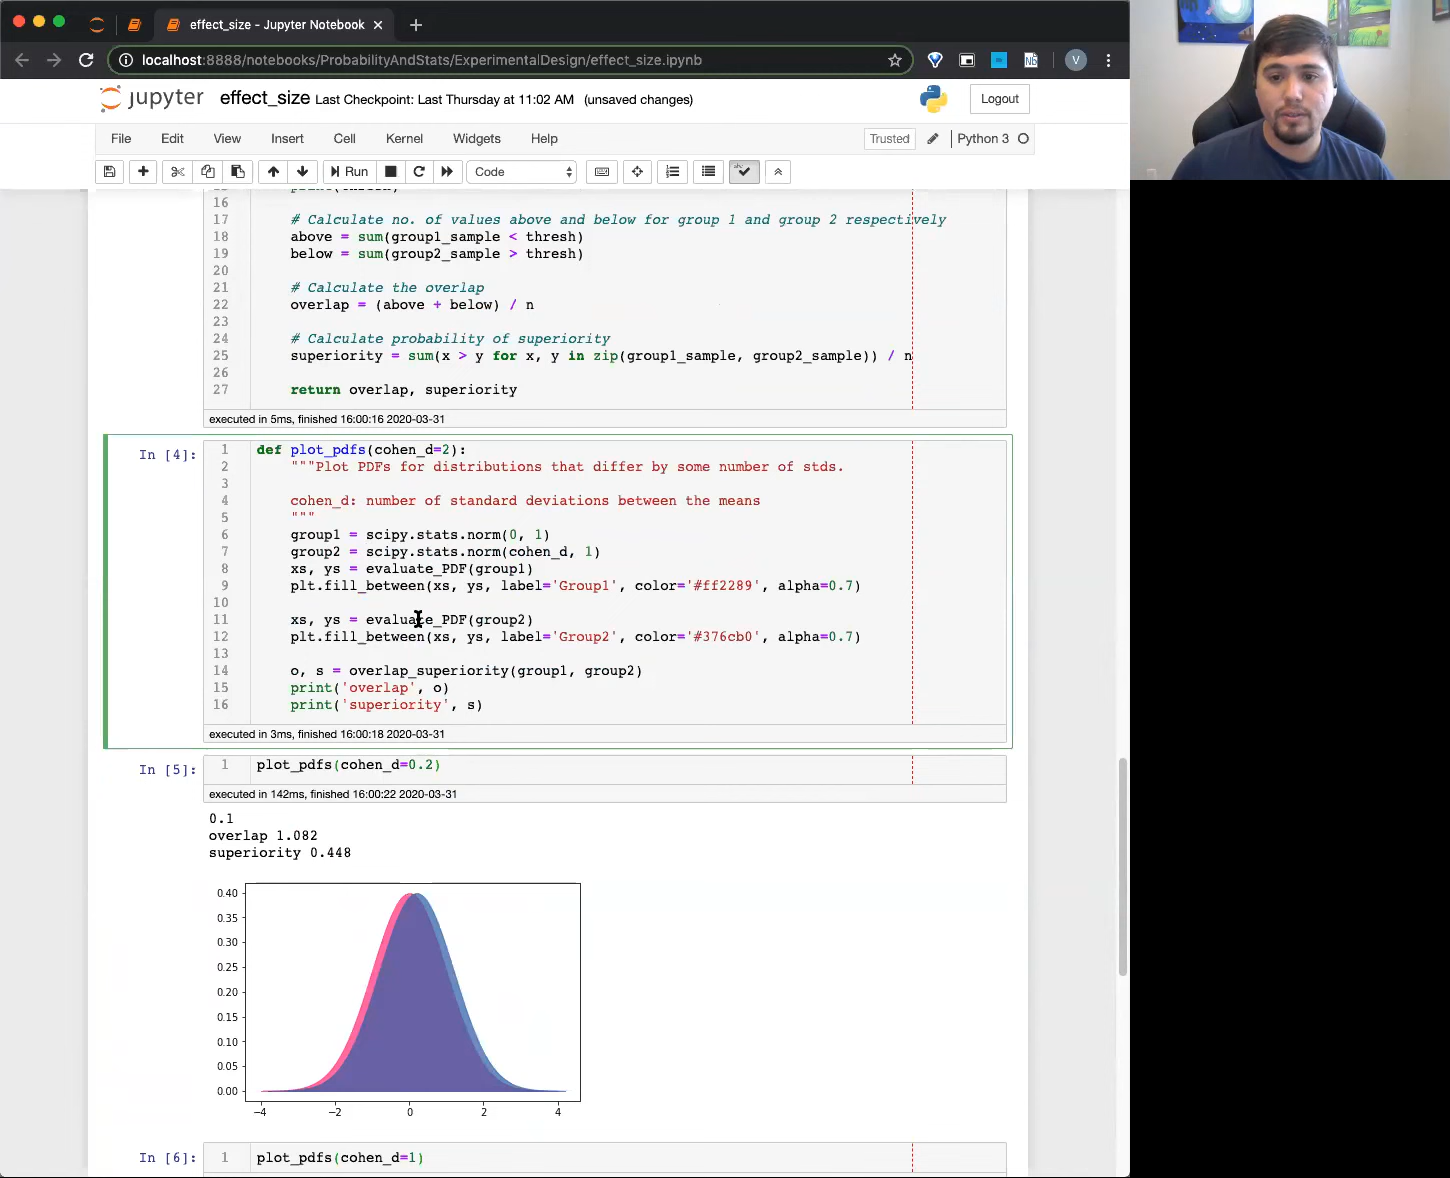 effect_size - Jupyter Notebook
localhost:8888/notebooks/ProbabilityAndStats/ExperimentalDesign/effect_size.ipynb
V
jupyter effect_size Last Checkpoint: Last Thursday at 11:02 AM (unsaved changes)
Logout
File Edit View Insert Cell Kernel Widgets Help
Trusted Python 3
Run Code
16
17 # Calculate no. of values above and below for group 1 and group 2 respectively
18 above = sum(group1_sample < thresh)
19 below = sum(group2_sample > thresh)
20
21 # Calculate the overlap
22 overlap = (above + below) / n
23
24 # Calculate probability of superiority
25 superiority = sum(x > y for x, y in zip(group1_sample, group2_sample)) / n
26
27 return overlap, superiority
executed in 5ms, finished 16:00:16 2020-03-31
In [4]:
1 def plot_pdfs(cohen_d=2):
2 """Plot PDFs for distributions that differ by some number of stds.
3
4 cohen_d: number of standard deviations between the means
5 """
6 group1 = scipy.stats.norm(0, 1)
7 group2 = scipy.stats.norm(cohen_d, 1)
8 xs, ys = evaluate_PDF(group1)
9 plt.fill_between(xs, ys, label='Group1', color='#ff2289', alpha=0.7)
10
11 xs, ys = evaluate_PDF(group2)
12 plt.fill_between(xs, ys, label='Group2', color='#376cb0', alpha=0.7)
13
14 o, s = overlap_superiority(group1, group2)
15 print('overlap', o)
16 print('superiority', s)
executed in 3ms, finished 16:00:18 2020-03-31
In [5]:
1 plot_pdfs(cohen_d=0.2)
executed in 142ms, finished 16:00:22 2020-03-31
0.1
overlap 1.082
superiority 0.448
0.40
0.35
0.30
0.25
0.20
0.15
0.10
0.05
0.00
−4 −2 0 2 4
In [6]:
1 plot_pdfs(cohen_d=1)